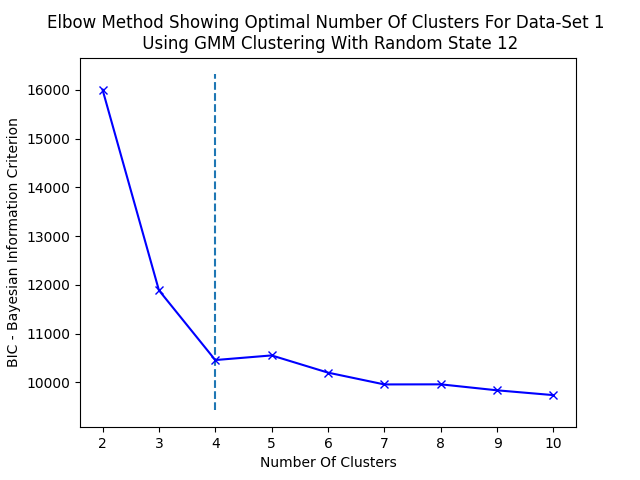 Elbow Method Showing Optimal Number Of Clusters For Data-Set 1
Using GMM Clustering With Random State 12
BIC - Bayesian Information Criterion
16000
15000
14000
13000
12000
11000
10000
2 3 4 5 6 7 8 9 10
Number Of Clusters